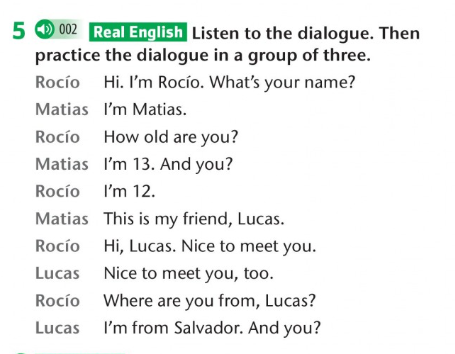 5 002 Real English Listen to the dialogue. Then
practice the dialogue in a group of three.
Rocío Hi. I'm Rocío. What's your name?
Matias I'm Matias.
Rocío How old are you?
Matias I'm 13. And you?
Rocío I'm 12.
Matias This is my friend, Lucas.
Rocío Hi, Lucas. Nice to meet you.
Lucas Nice to meet you, too.
Rocío Where are you from, Lucas?
Lucas I'm from Salvador. And you?